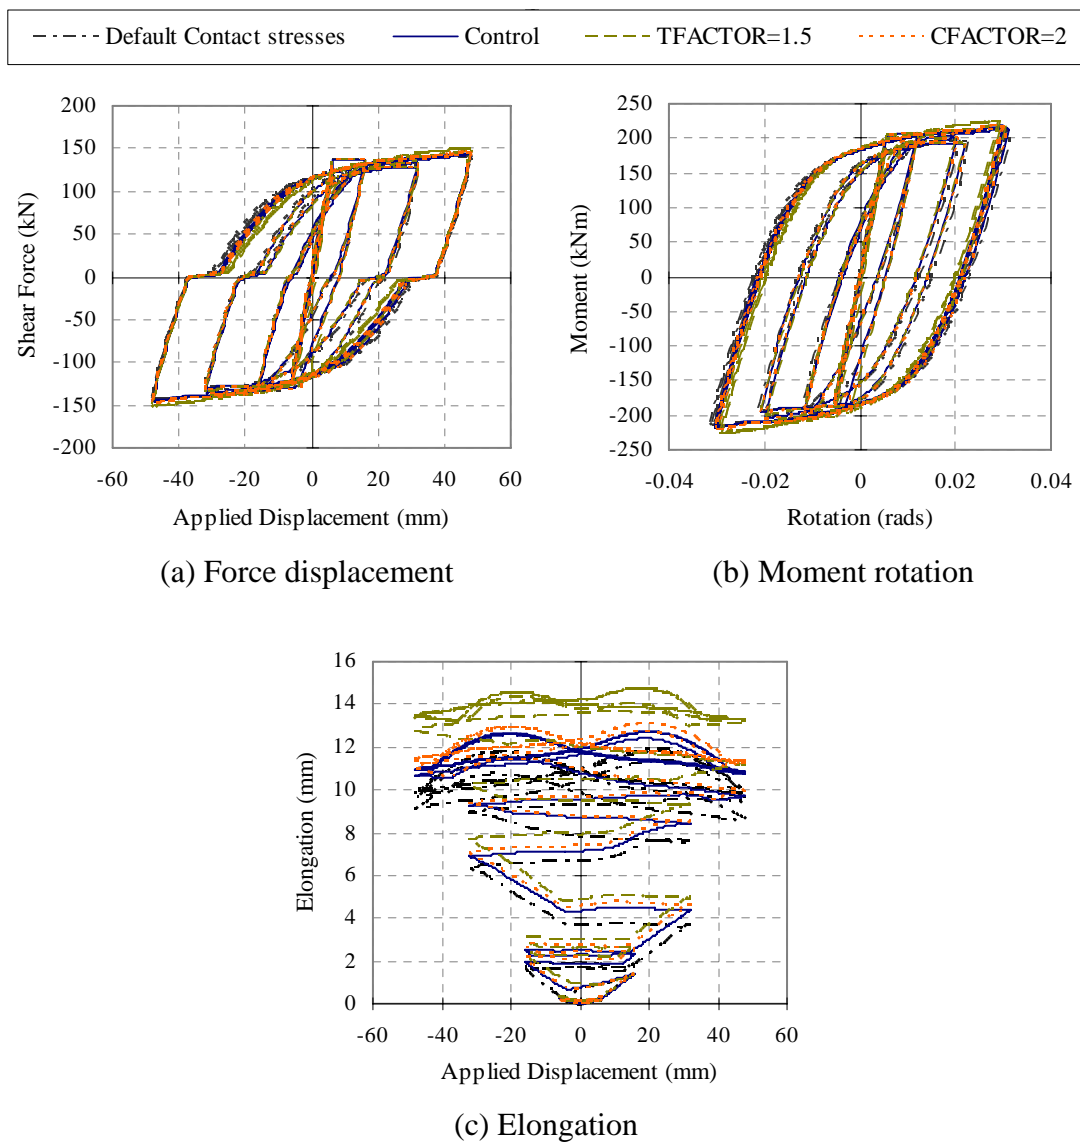 Default Contact stresses Control TFACTOR=1.5 CFACTOR=2
200
150
100
50
0
-50
-100
-150
-200
-60 -40 -20 0 20 40 60
Shear Force (kN)
Applied Displacement (mm)
(a) Force displacement
250
200
150
100
50
0
-50
-100
-150
-200
-250
-0.04 -0.02 0 0.02 0.04
Moment (kNm)
Rotation (rads)
(b) Moment rotation
16
14
12
10
8
6
4
2
0
-60 -40 -20 0 20 40 60
Elongation (mm)
Applied Displacement (mm)
(c) Elongation